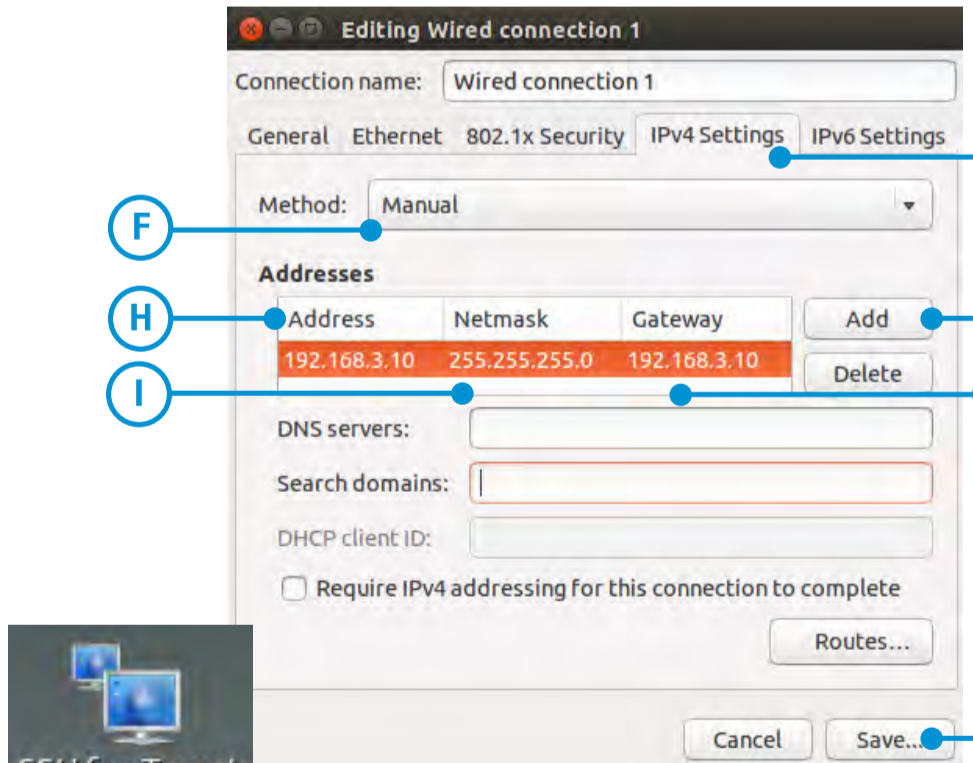 Editing Wired connection 1
Connection name: Wired connection 1
General Ethernet 802.1x Security IPv4 Settings IPv6 Settings
F
Method: Manual
Addresses
H
Address Netmask Gateway Add
192.168.3.10 255.255.255.0 192.168.3.10
Delete
I
DNS servers:
Search domains:
DHCP client ID:
Require IPv4 addressing for this connection to complete
Routes...
Cancel Save...